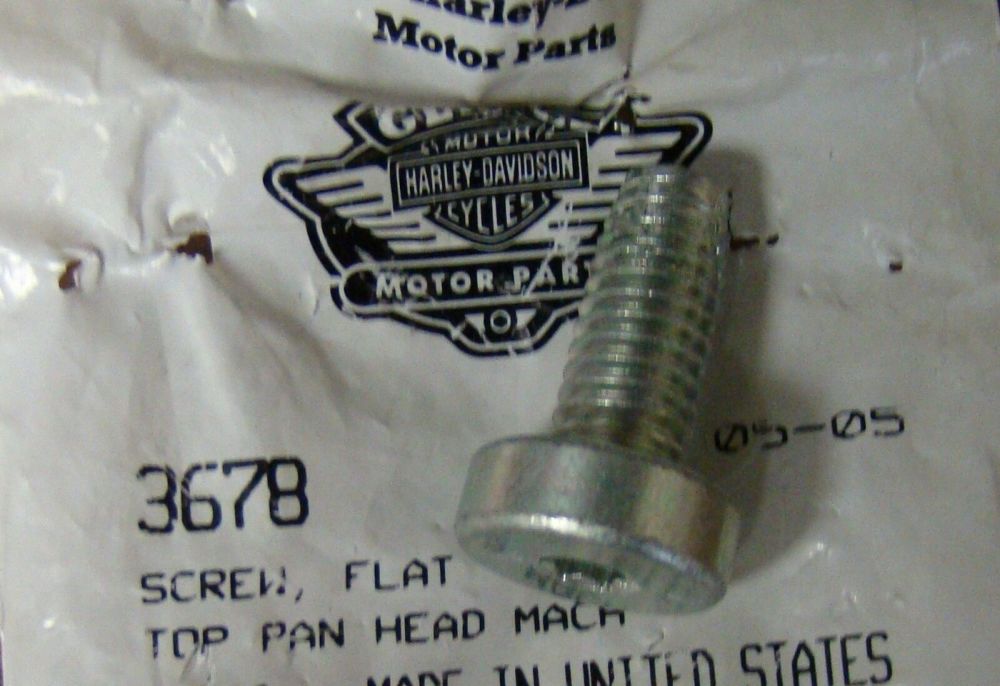 Motor Parts
MOTOR
HARLEY-DAVIDSON
CYCLES
MOTOR PART
05-05
3678
SCREW, FLAT
TOP PAN HEAD MACH
MADE IN UNITED STATES